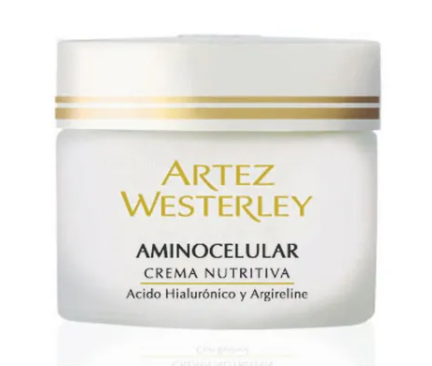 ARTEZ
WESTERLEY
AMINOCELULAR
CREMA NUTRITIVA
Acido Hialurónico y Argireline